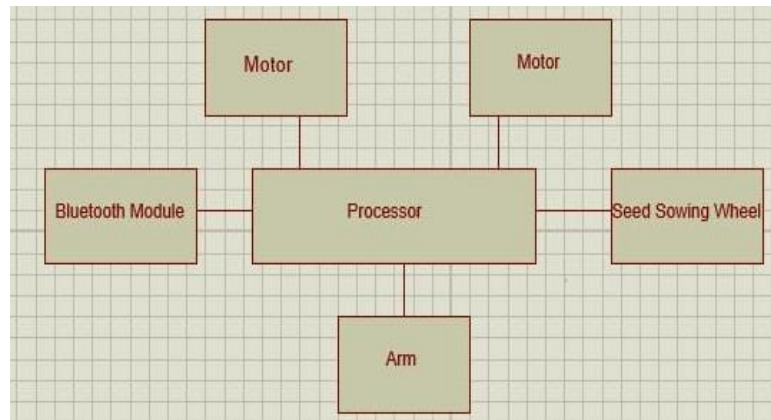 Motor
Motor
Bluetooth Module
Processor
Seed Sowing Wheel
Arm